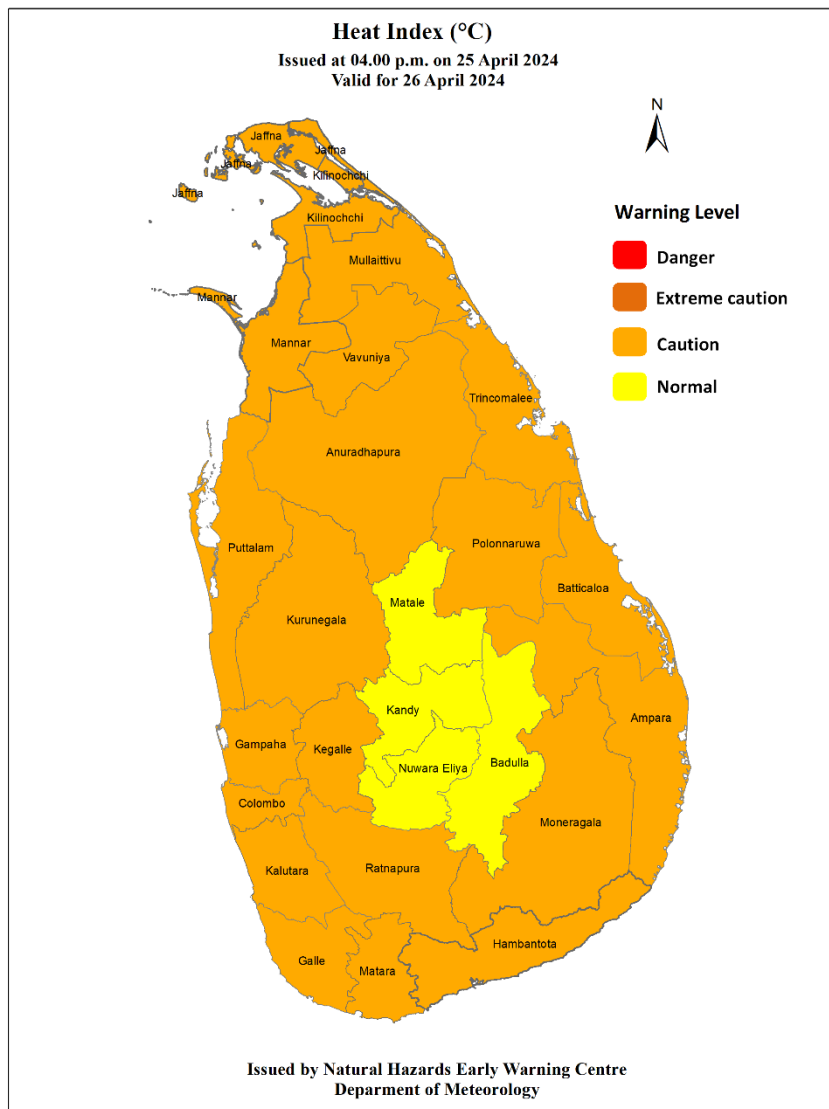 Heat Index (°C)
Issued at 04.00 p.m. on 25 April 2024
Valid for 26 April 2024
N
Jaffna
Jaffna
Jaffna
Kilinochchi
Jaffna
Kilinochchi
Mullaittivu
Mannar
Mannar
Vavuniya
Trincomalee
Anuradhapura
Polonnaruwa
Puttalam
Batticaloa
Matale
Kurunegala
Kandy
Ampara
Gampaha
Kegalle
Nuwara Eliya
Badulla
Colombo
Moneragala
Kalutara
Ratnapura
Hambantota
Galle
Matara
Warning Level
Danger
Extreme caution
Caution
Normal
Issued by Natural Hazards Early Warning Centre
Deparment of Meteorology